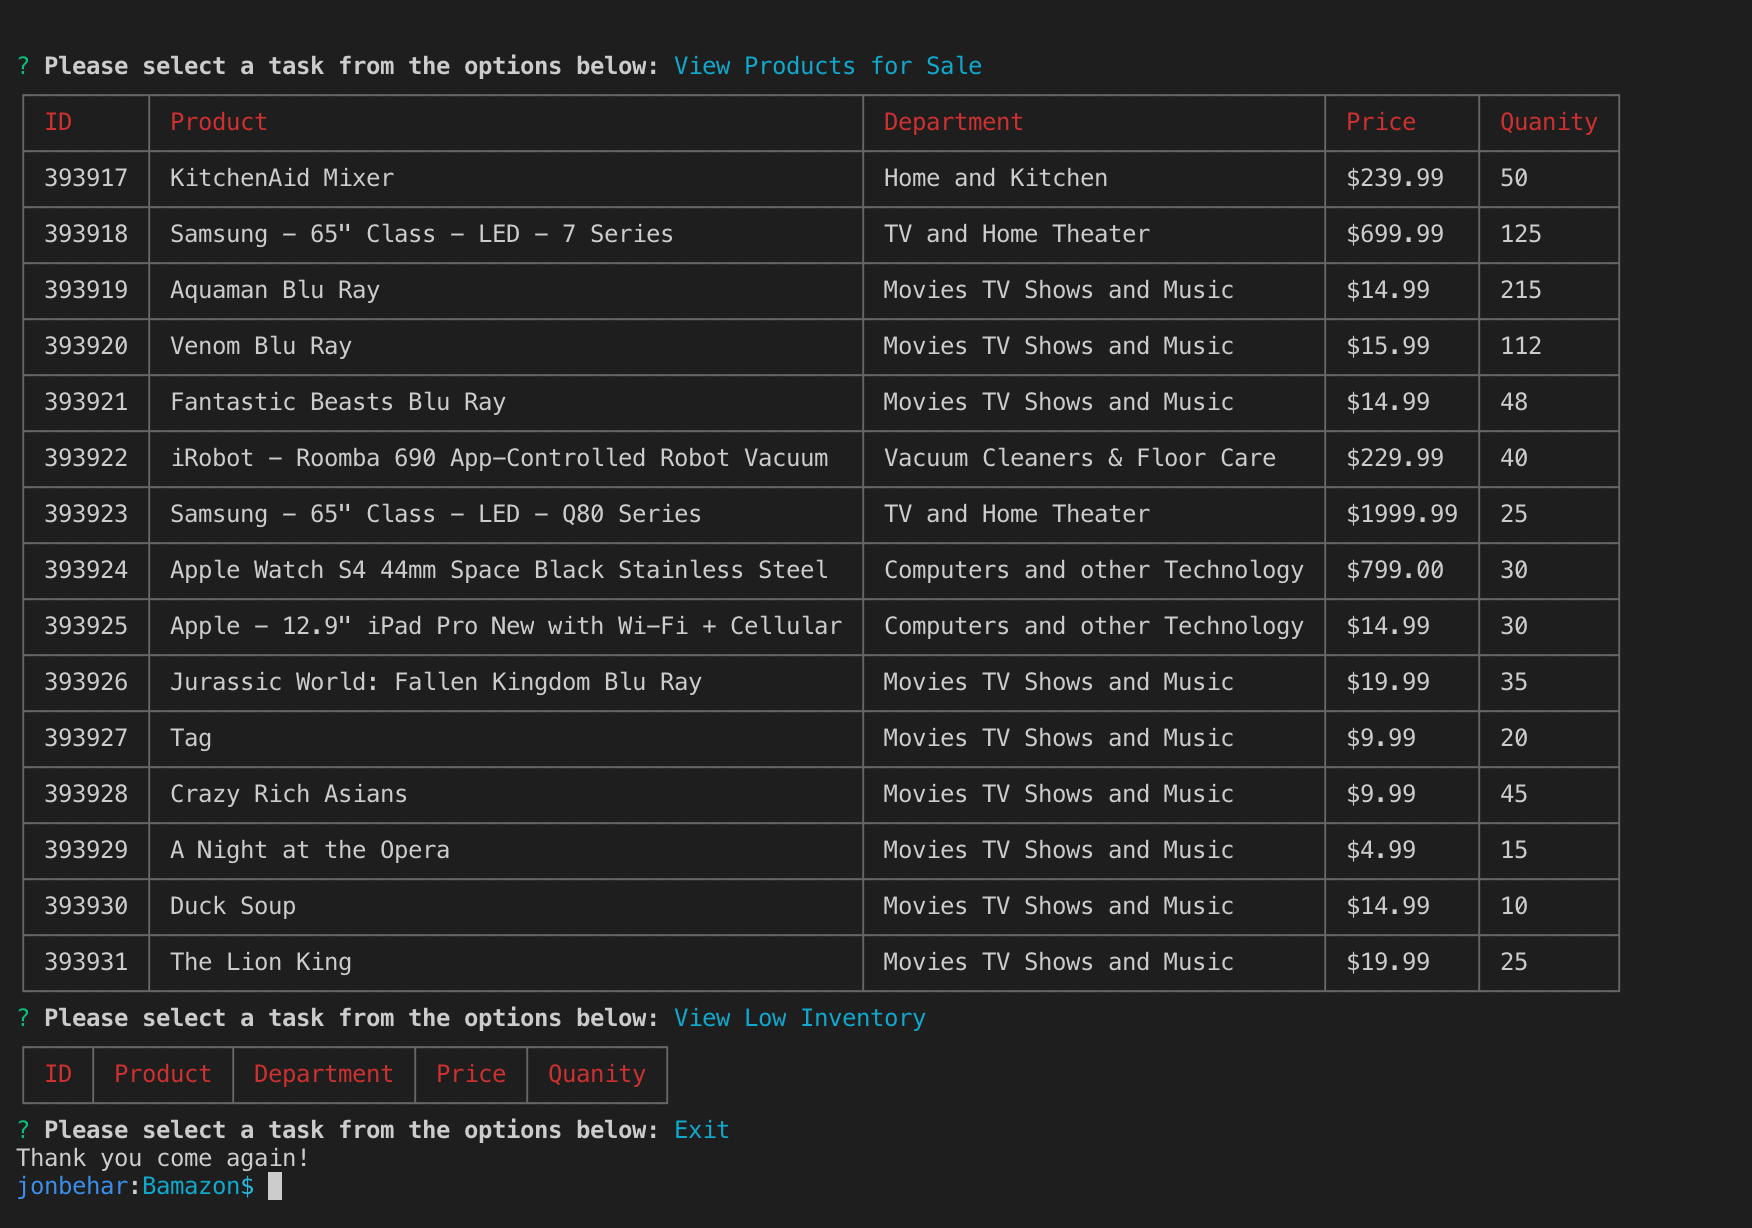 ? Please select a task from the options below: View Products for Sale
ID Product Department Price Quanity
393917 KitchenAid Mixer Home and Kitchen $239.99 50
393918 Samsung - 65" Class - LED - 7 Series TV and Home Theater $699.99 125
393919 Aquaman Blu Ray Movies TV Shows and Music $14.99 215
393920 Venom Blu Ray Movies TV Shows and Music $15.99 112
393921 Fantastic Beasts Blu Ray Movies TV Shows and Music $14.99 48
393922 iRobot - Roomba 690 App-Controlled Robot Vacuum Vacuum Cleaners & Floor Care $229.99 40
393923 Samsung - 65" Class - LED - Q80 Series TV and Home Theater $1999.99 25
393924 Apple Watch S4 44mm Space Black Stainless Steel Computers and other Technology $799.00 30
393925 Apple - 12.9" iPad Pro New with Wi-Fi + Cellular Computers and other Technology $14.99 30
393926 Jurassic World: Fallen Kingdom Blu Ray Movies TV Shows and Music $19.99 35
393927 Tag Movies TV Shows and Music $9.99 20
393928 Crazy Rich Asians Movies TV Shows and Music $9.99 45
393929 A Night at the Opera Movies TV Shows and Music $4.99 15
393930 Duck Soup Movies TV Shows and Music $14.99 10
393931 The Lion King Movies TV Shows and Music $19.99 25
? Please select a task from the options below: View Low Inventory
ID Product Department Price Quanity
? Please select a task from the options below: Exit
Thank you come again!
jonbehar:Bamazon$